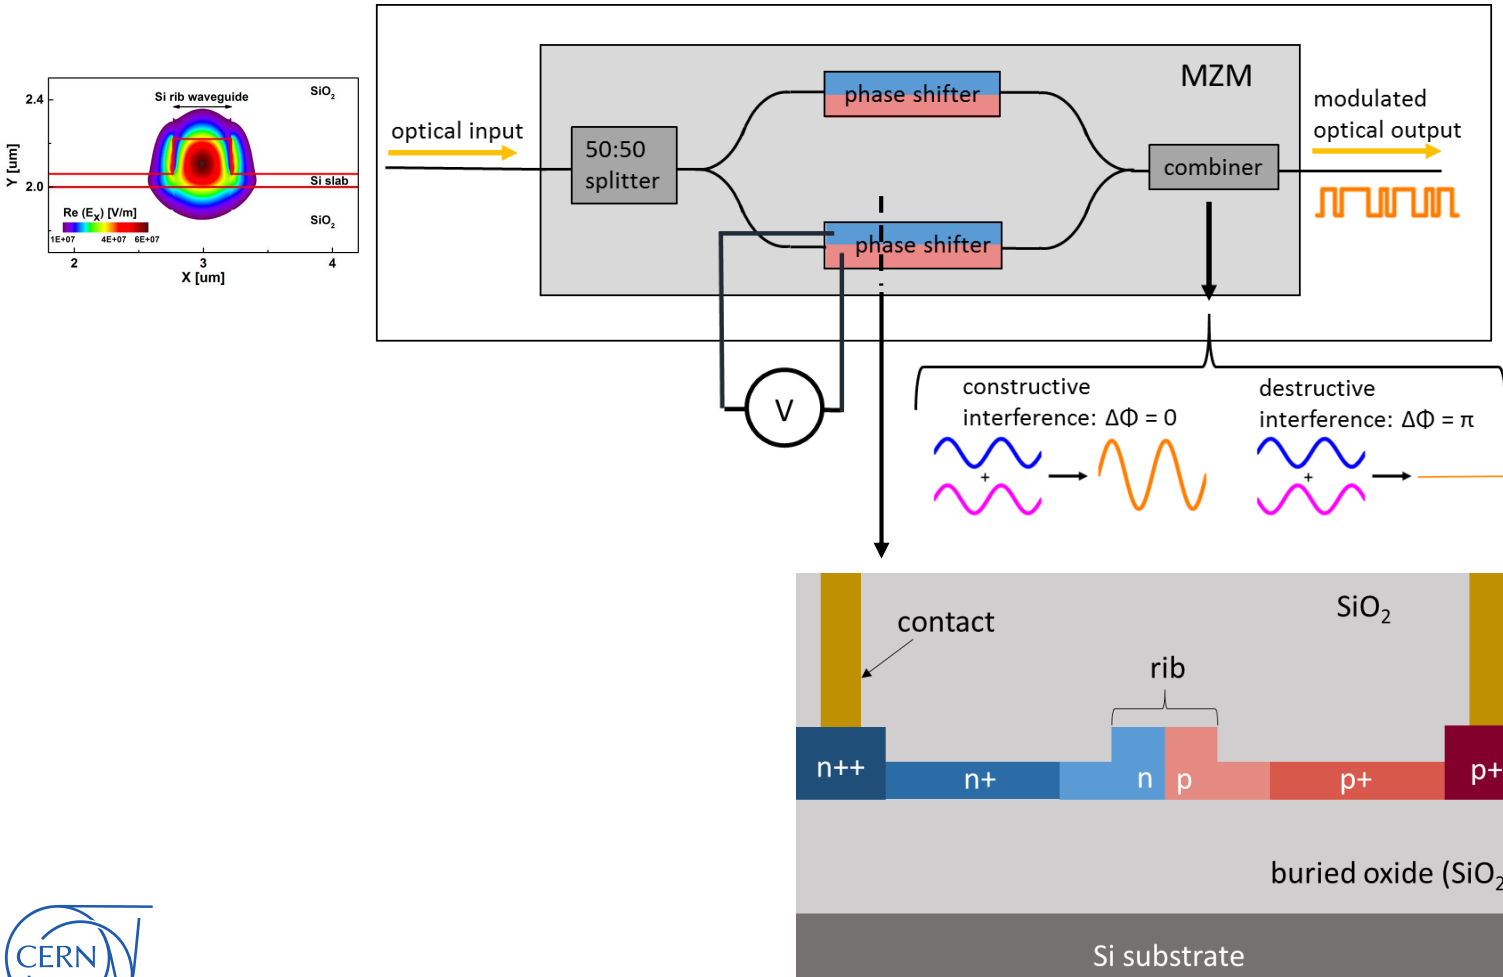 2.4
2.0
Y [um]
Si rib waveguide
SiO2
Si slab
SiO2
Re (Ex) [V/m]
1E+07 4E+07 6E+07
2 3 4
X [um]
MZM
optical input
50:50
splitter
phase shifter
phase shifter
combiner
modulated
optical output
V
constructive
interference: ΔΦ = 0
+
destructive
interference: ΔΦ = π
+
SiO2
contact
rib
n++ n+ n p p+ p+
buried oxide (SiO2
Si substrate
CERN